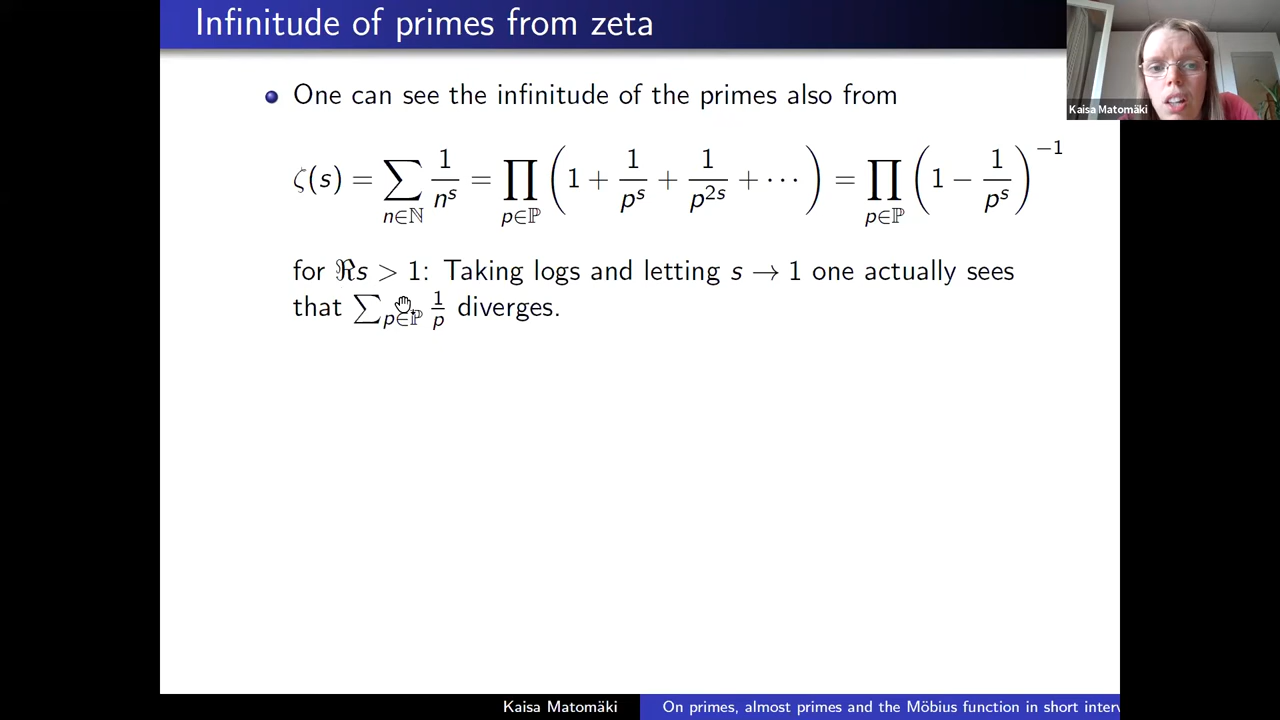 Infinitude of primes from zeta
Kaisa Matomäki
One can see the infinitude of the primes also from
ζ(s) = ∑_{n∈ℕ} 1/n^s = ∏_{p∈ℙ} (1 + 1/p^s + 1/p^{2s} + ⋯) = ∏_{p∈ℙ} (1 − 1/p^s)^{−1}
for ℜs > 1: Taking logs and letting s → 1 one actually sees
that ∑_{p∈ℙ} 1/p diverges.
Kaisa Matomäki
On primes, almost primes and the Möbius function in short interv